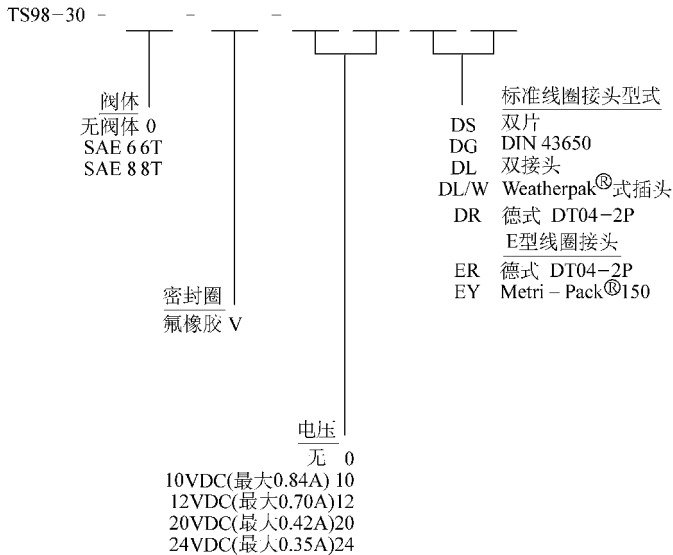 TS98-30 - - -
阀体
无阀体 0
SAE 6 6T
SAE 8 8T
密封圈
氟橡胶 V
电压
无 0
10VDC(最大0.84A) 10
12VDC(最大0.70A)12
20VDC(最大0.42A)20
24VDC(最大0.35A)24
标准线圈接头型式
DS 双片
DG DIN 43650
DL 双接头
DL/W Weatherpak®式插头
DR 德式 DT04-2P
E型线圈接头
ER 德式 DT04-2P
EY Metri-Pack®150